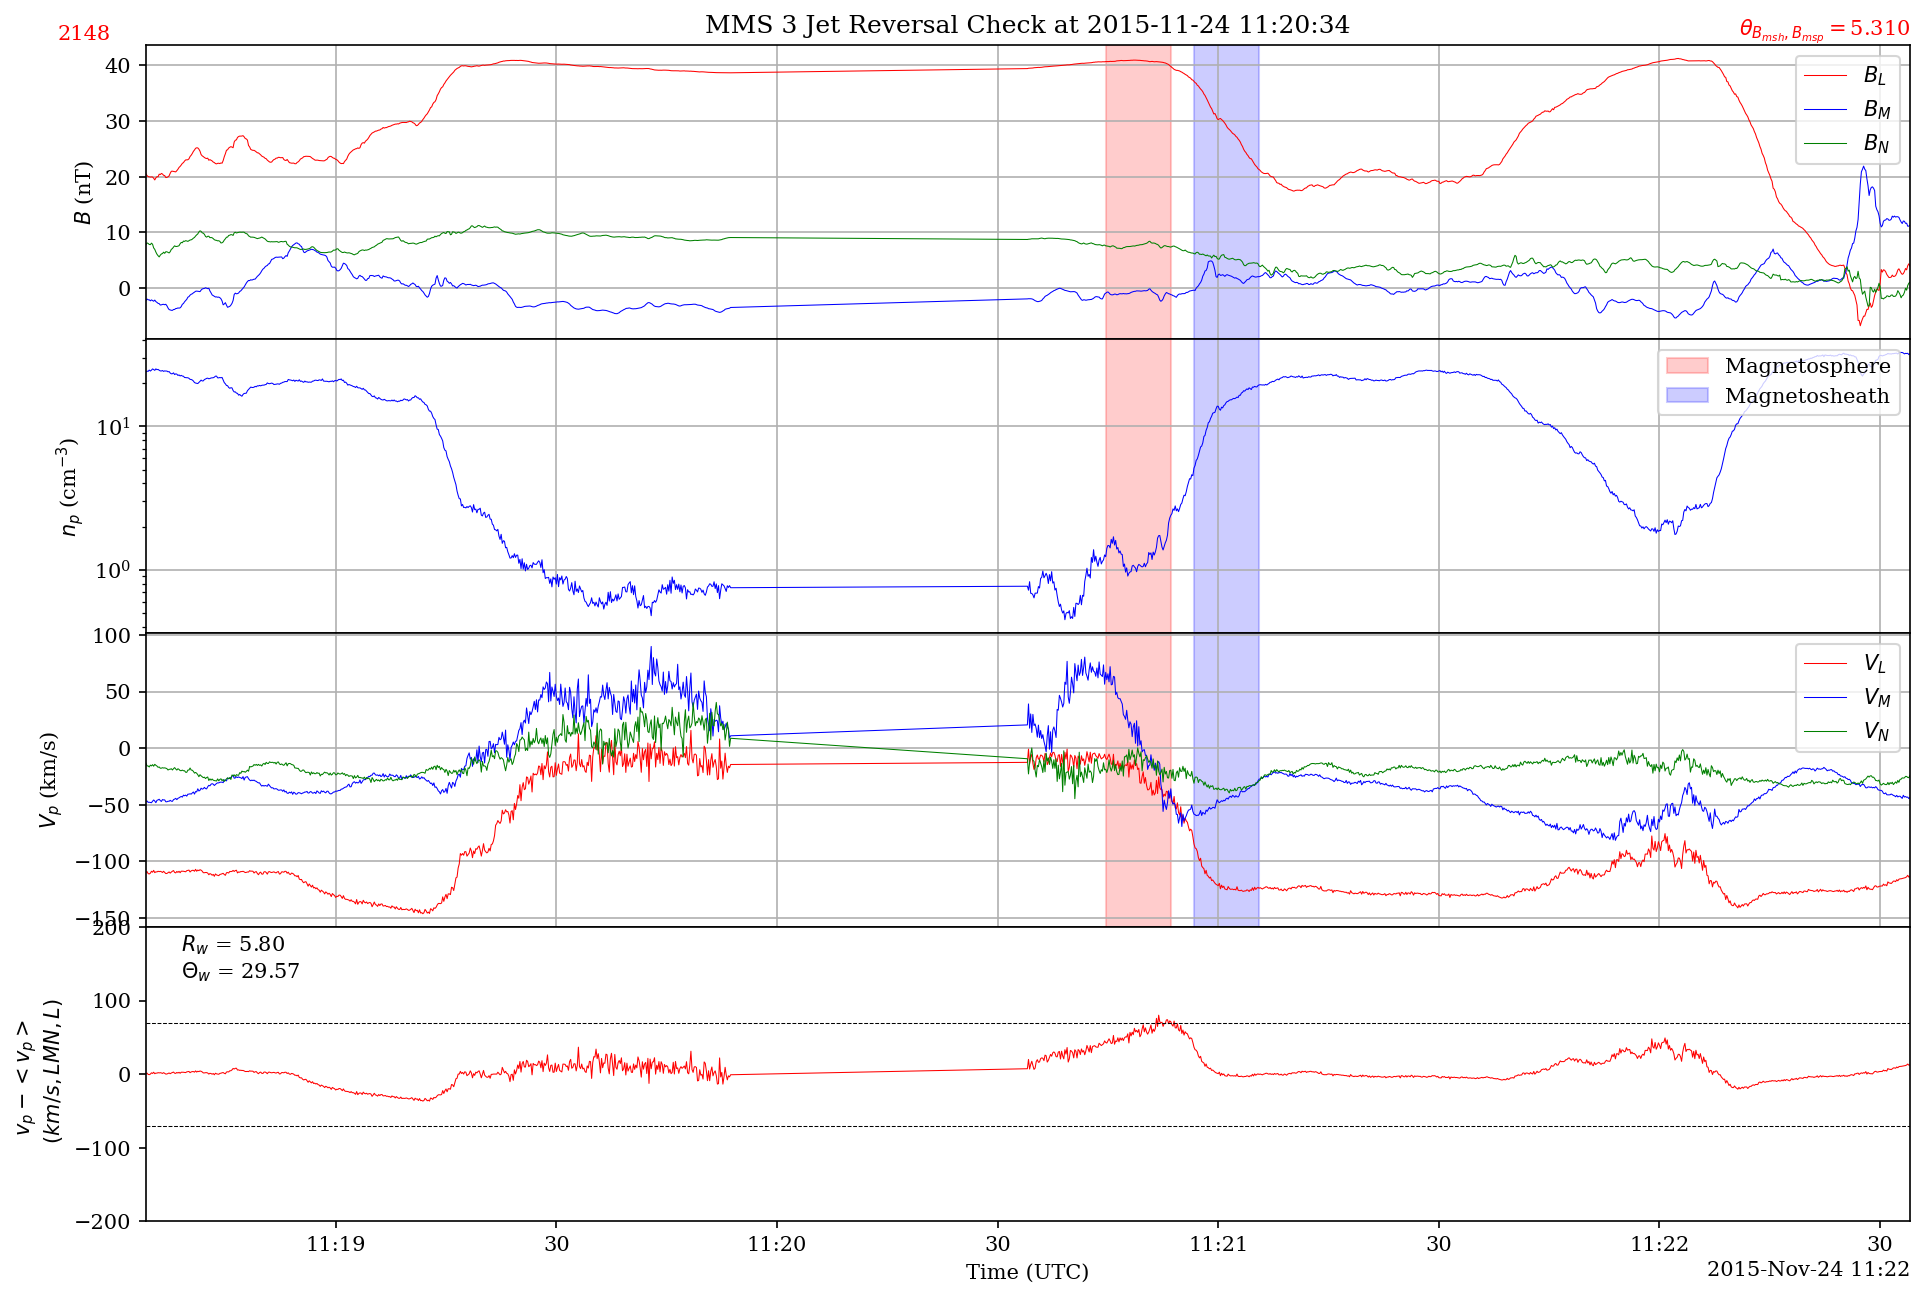 MMS 3 Jet Reversal Check at 2015-11-24 11:20:34
2148
θ_{B_{msh}, B_{msp}} = 5.310
40
30
20
10
0
B (nT)
B_L
B_M
B_N
10^1
10^0
n_p (cm^{-3})
Magnetosphere
Magnetosheath
100
50
0
−50
−100
−150
V_p (km/s)
V_L
V_M
V_N
200
100
0
−100
−200
v_p − < v_p >
(km/s, LMN, L)
R_w = 5.80
Θ_w = 29.57
11:19 30 11:20 30 11:21 30 11:22 30
Time (UTC)
2015-Nov-24 11:22